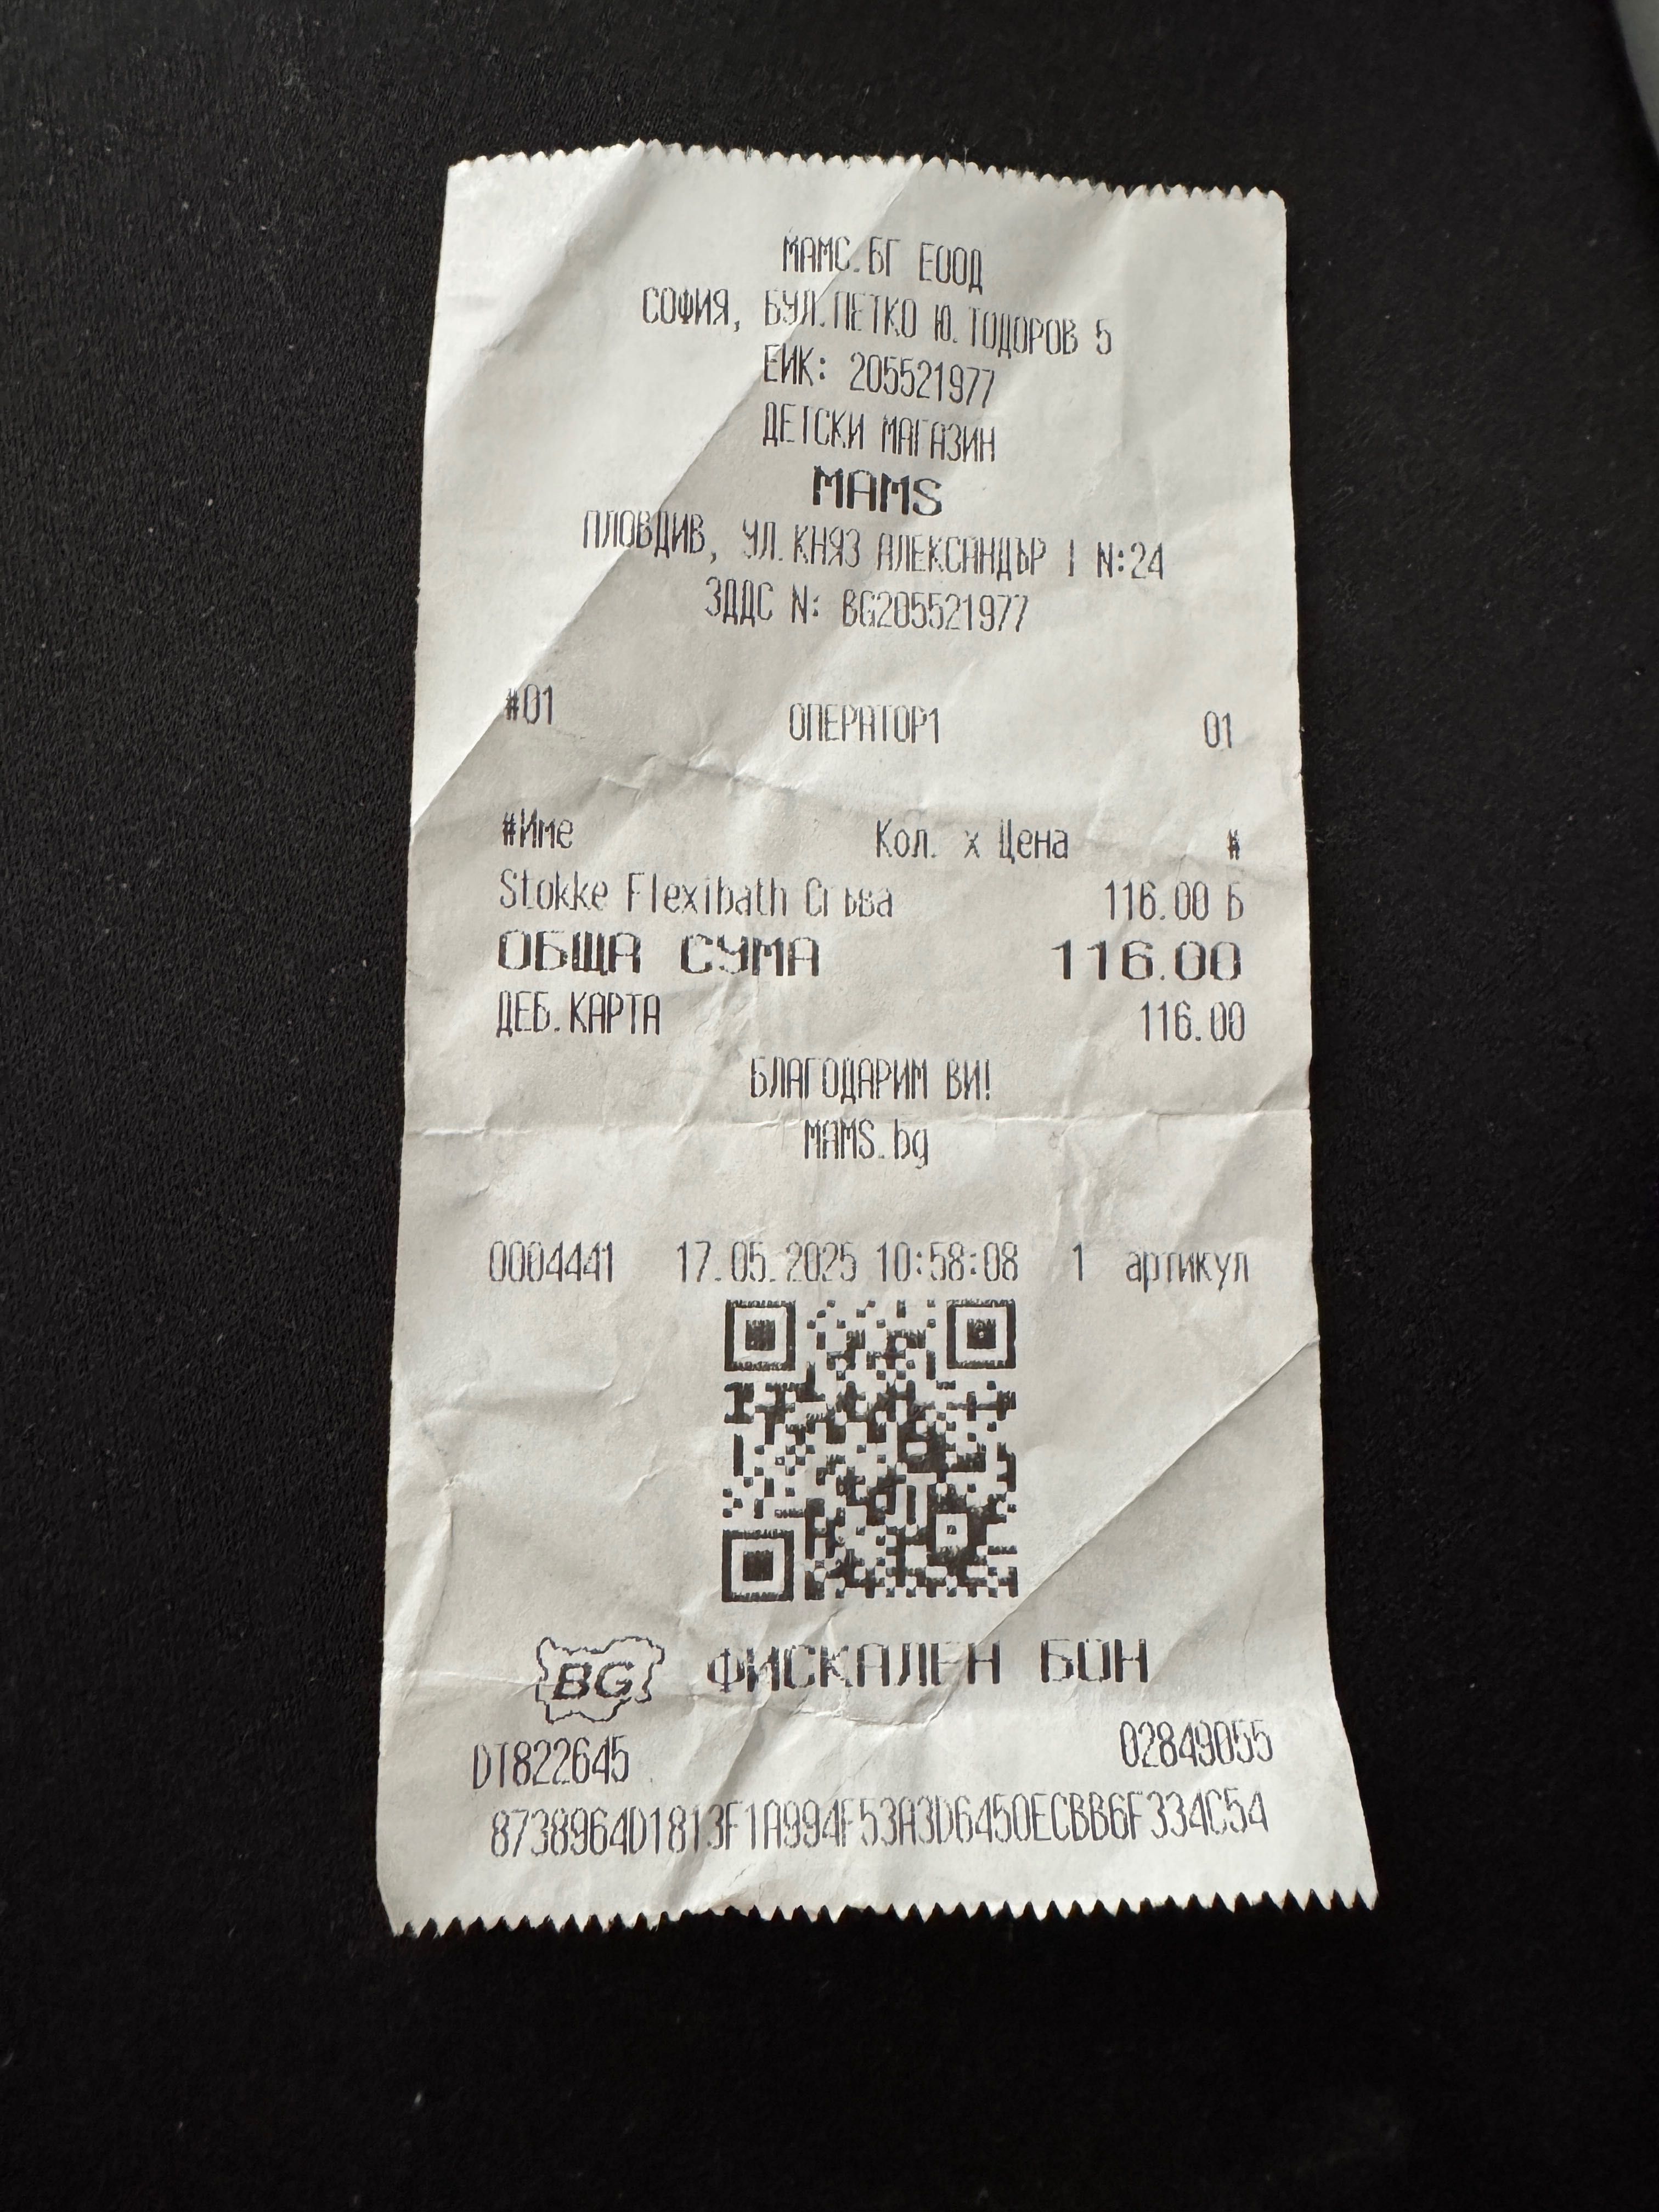 МАМС.БГ ЕООД
СОФИЯ, БУЛ.ПЕТКО Ю.ТОДОРОВ 5
ЕИК: 205521977
ДЕТСКИ МАГАЗИН
MAMS
ПЛОВДИВ, УЛ.КНЯЗ АЛЕКСАНДЪР I N:24
ЗДДС N: BG205521977
#01 ОПЕРАТОР1 01
#Име Кол. x Цена #
Stokke Flexibath Сгъва 116.00 Б
ОБЩА СУМА 116.00
ДЕБ.КАРТА 116.00
БЛАГОДАРИМ ВИ!
MAMS.bg
0004441 17.05.2025 10:58:08 1 артикул
BG ФИСКАЛЕН БОН
DT822645 02849055
8738964D1813F1A994F53A3D6450ECBB6F334C54